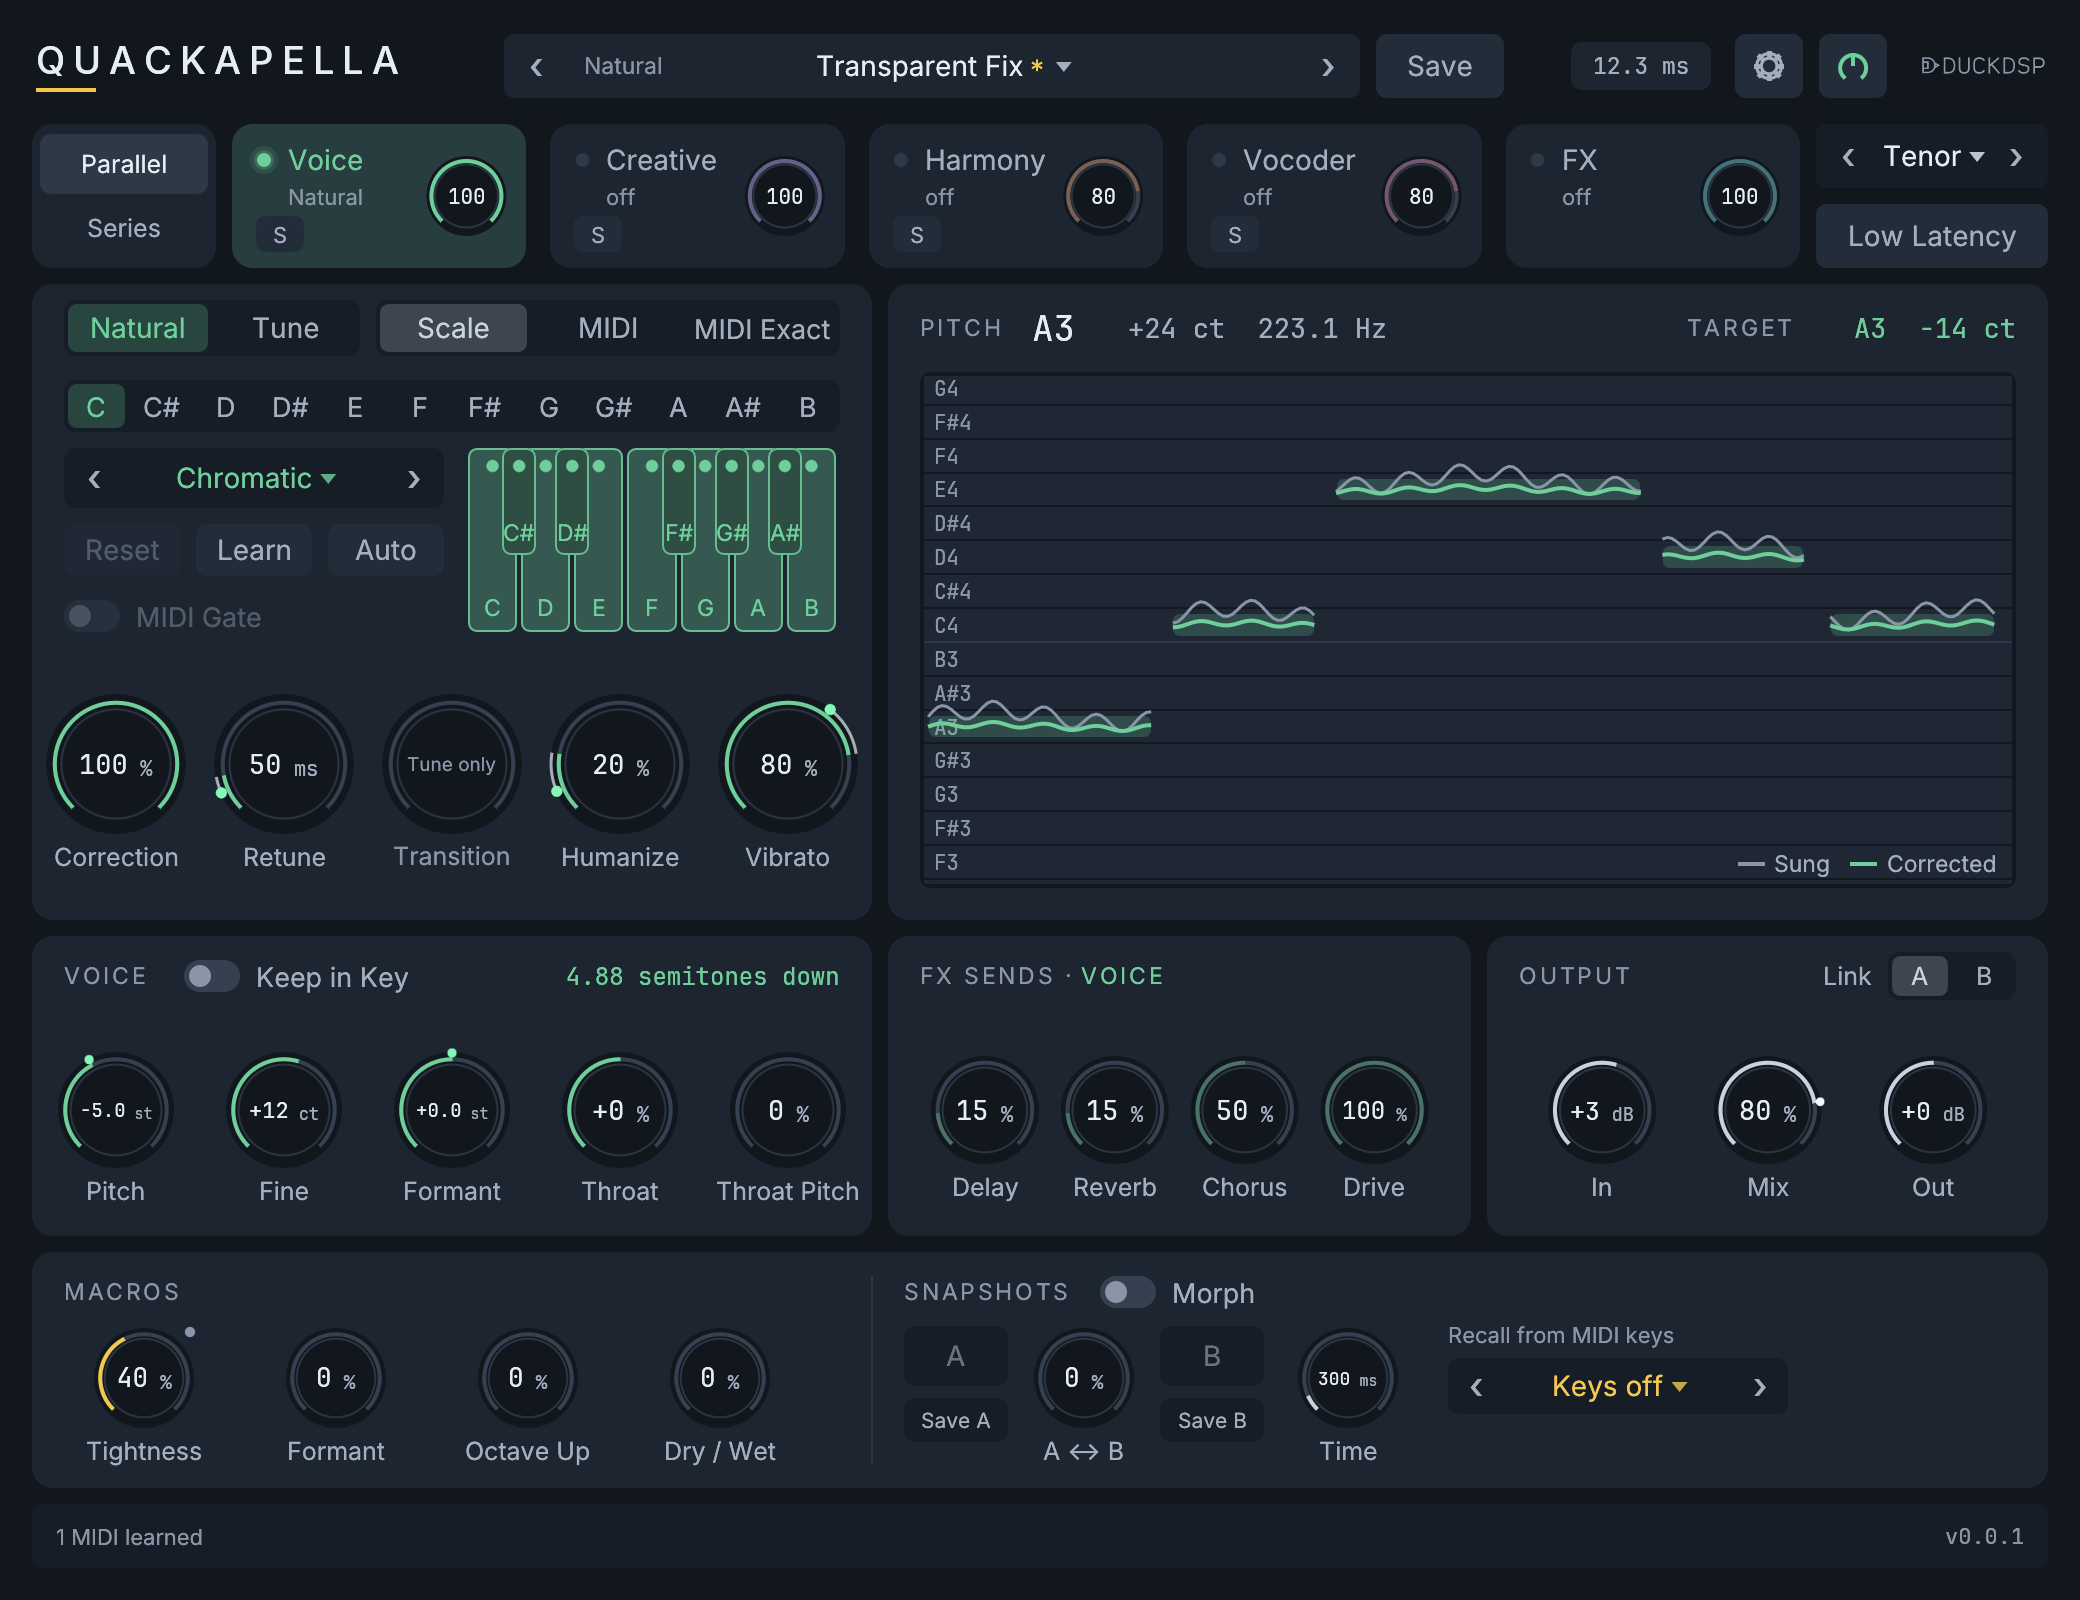 QUACKAPELLA
‹ Natural Transparent Fix * ›
Save
12.3 ms
DUCKDSP
Parallel
Series
Voice
Natural
S
100
Creative
off
S
100
Harmony
off
S
80
Vocoder
off
S
80
FX
off
100
‹ Tenor ›
Low Latency
Natural Tune Scale MIDI MIDI Exact
C C# D D# E F F# G G# A A# B
‹ Chromatic ›
Reset Learn Auto
MIDI Gate
C# D# F# G# A#
C D E F G A B
100 % 50 ms Tune only 20 % 80 %
Correction Retune Transition Humanize Vibrato
PITCH A3 +24 ct 223.1 Hz TARGET A3 -14 ct
G4
F#4
F4
E4
D#4
D4
C#4
C4
B3
A#3
A3
G#3
G3
F#3
F3
Sung Corrected
VOICE Keep in Key 4.88 semitones down
-5.0 st +12 ct +0.0 st +0 % 0 %
Pitch Fine Formant Throat Throat Pitch
FX SENDS · VOICE
15 % 15 % 50 % 100 %
Delay Reverb Chorus Drive
OUTPUT Link A B
+3 dB 80 % +0 dB
In Mix Out
MACROS
40 % 0 % 0 % 0 %
Tightness Formant Octave Up Dry / Wet
SNAPSHOTS Morph
A 0 % B 300 ms
Save A Save B
A ↔ B Time
Recall from MIDI keys
‹ Keys off ›
1 MIDI learned
v0.0.1